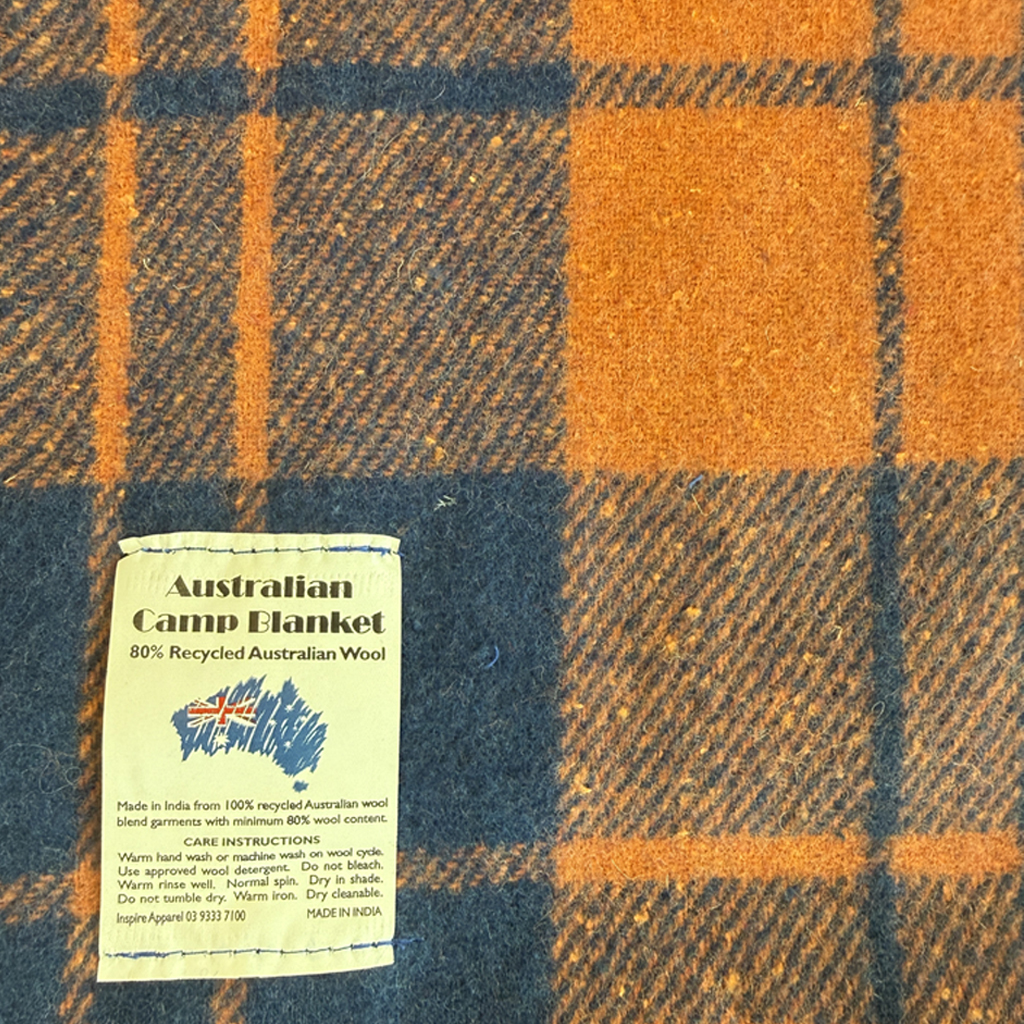 Australian
Camp Blanket
80% Recycled Australian Wool
Made in India from 100% recycled Australian wool
blend garments with minimum 80% wool content.
CARE INSTRUCTIONS
Warm hand wash or machine wash on wool cycle.
Use approved wool detergent. Do not bleach.
Warm rinse well. Normal spin. Dry in shade.
Do not tumble dry. Warm iron. Dry cleanable.
Inspire Apparel 03 9333 7100 MADE IN INDIA